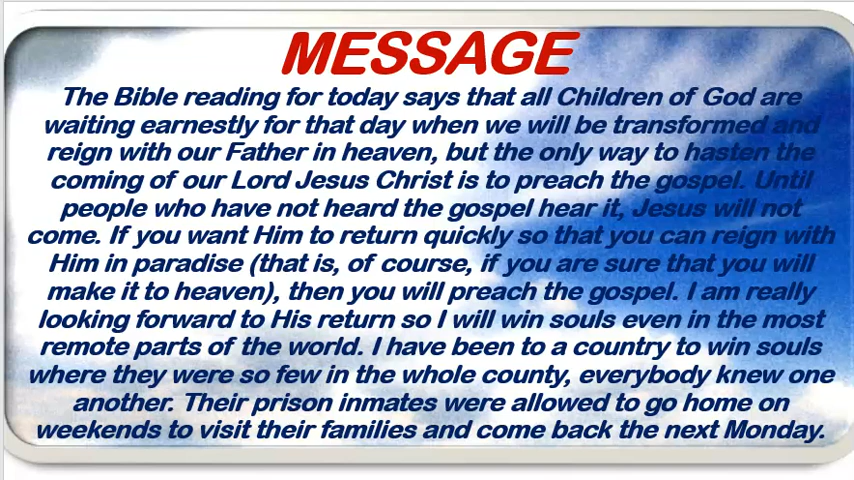 MESSAGE
The Bible reading for today says that all Children of God are
waiting earnestly for that day when we will be transformed and
reign with our Father in heaven, but the only way to hasten the
coming of our Lord Jesus Christ is to preach the gospel. Until
people who have not heard the gospel hear it, Jesus will not
come. If you want Him to return quickly so that you can reign with
Him in paradise (that is, of course, if you are sure that you will
make it to heaven), then you will preach the gospel. I am really
looking forward to His return so I will win souls even in the most
remote parts of the world. I have been to a country to win souls
where they were so few in the whole county, everybody knew one
another. Their prison inmates were allowed to go home on
weekends to visit their families and come back the next Monday.